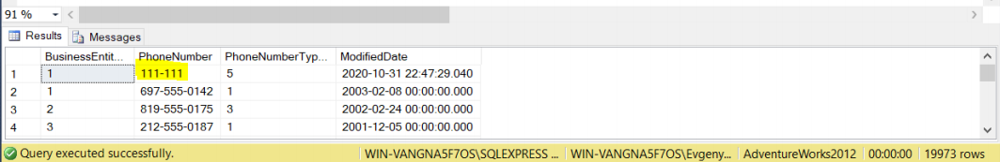 91 %
Results Messages
BusinessEntit... PhoneNumber PhoneNumberTyp... ModifiedDate
1 1 111-111 5 2020-10-31 22:47:29.040
2 1 697-555-0142 1 2003-02-08 00:00:00.000
3 2 819-555-0175 3 2002-02-24 00:00:00.000
4 3 212-555-0187 1 2001-12-05 00:00:00.000
Query executed successfully. WIN-VANGNA5F7OS\SQLEXPRESS ... WIN-VANGNA5F7OS\Evgeny... AdventureWorks2012 00:00:00 19973 rows